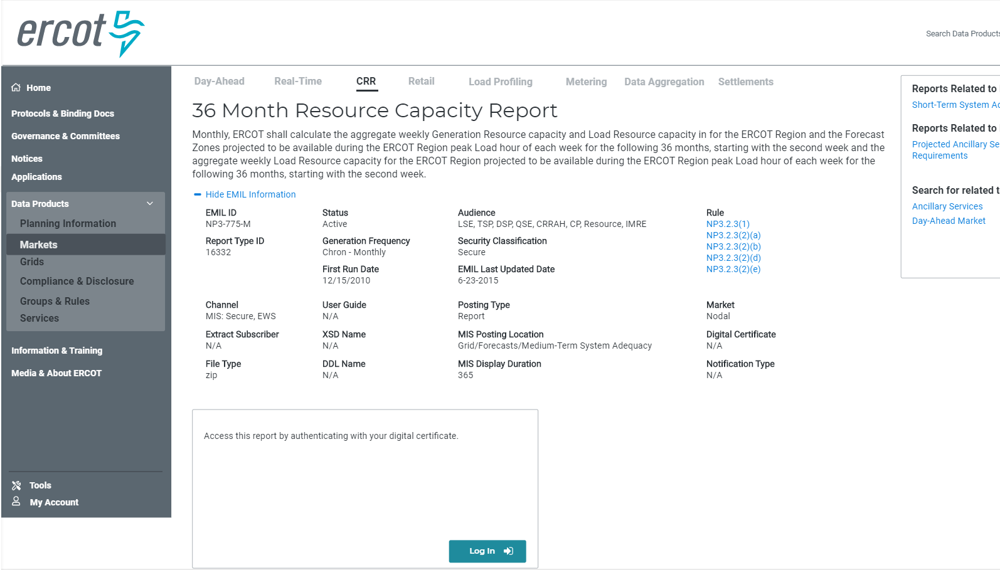 ercot
Search Data Products
Home
Protocols & Binding Docs
Governance & Committees
Notices
Applications
Data Products
Planning Information
Markets
Grids
Compliance & Disclosure
Groups & Rules
Services
Information & Training
Media & About ERCOT
Tools
My Account
Day-Ahead Real-Time CRR Retail Load Profiling Metering Data Aggregation Settlements
36 Month Resource Capacity Report
Monthly, ERCOT shall calculate the aggregate weekly Generation Resource capacity and Load Resource capacity in for the ERCOT Region and the Forecast
Zones projected to be available during the ERCOT Region peak Load hour of each week for the following 36 months, starting with the second week and the
aggregate weekly Load Resource capacity for the ERCOT Region projected to be available during the ERCOT Region peak Load hour of each week for the
following 36 months, starting with the second week.
Hide EMIL Information
EMIL ID Status Audience Rule
NP3-775-M Active LSE, TSP, DSP, QSE, CRRAH, CP, Resource, IMRE NP3.2.3(1)
NP3.2.3(2)(a)
Report Type ID Generation Frequency Security Classification NP3.2.3(2)(b)
16332 Chron - Monthly Secure NP3.2.3(2)(d)
First Run Date EMIL Last Updated Date NP3.2.3(2)(e)
12/15/2010 6-23-2015
Channel User Guide Posting Type Market
MIS: Secure, EWS N/A Report Nodal
Extract Subscriber XSD Name MIS Posting Location Digital Certificate
N/A N/A Grid/Forecasts/Medium-Term System Adequacy N/A
File Type DDL Name MIS Display Duration Notification Type
zip N/A 365 N/A
Access this report by authenticating with your digital certificate.
Log In
Reports Related to
Short-Term System Ac
Reports Related to
Projected Ancillary Se
Requirements
Search for related t
Ancillary Services
Day-Ahead Market